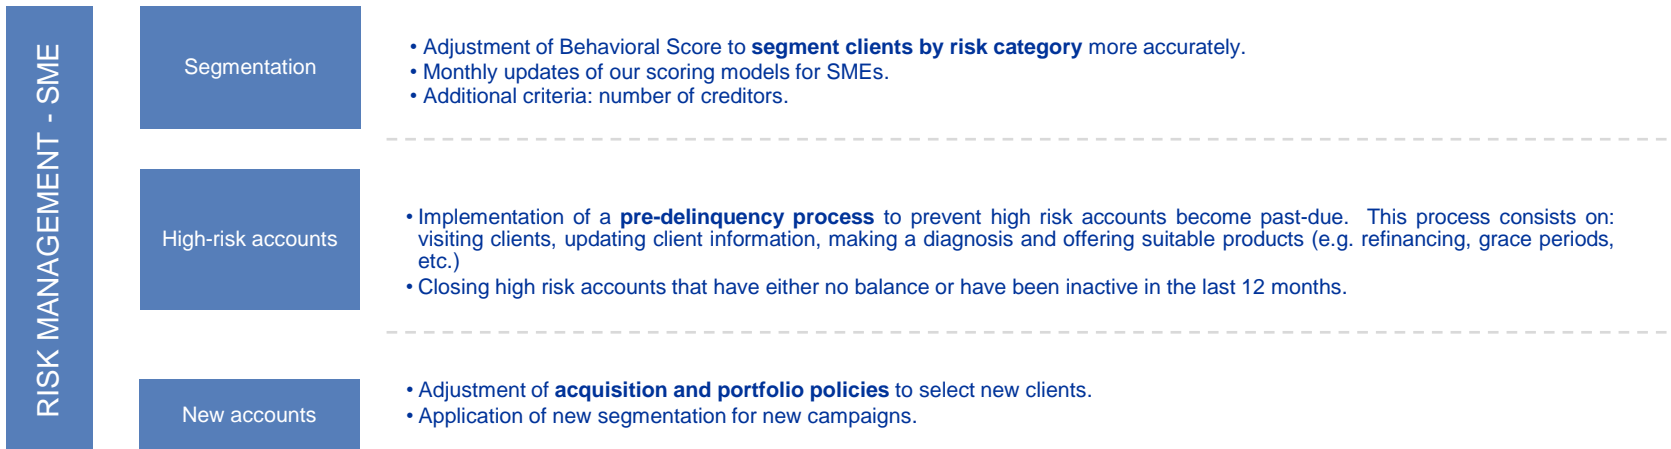 RISK MANAGEMENT - SME
Segmentation
• Adjustment of Behavioral Score to segment clients by risk category more accurately.
• Monthly updates of our scoring models for SMEs.
• Additional criteria: number of creditors.
High-risk accounts
• Implementation of a pre-delinquency process to prevent high risk accounts become past-due. This process consists on:
visiting clients, updating client information, making a diagnosis and offering suitable products (e.g. refinancing, grace periods,
etc.)
• Closing high risk accounts that have either no balance or have been inactive in the last 12 months.
New accounts
• Adjustment of acquisition and portfolio policies to select new clients.
• Application of new segmentation for new campaigns.